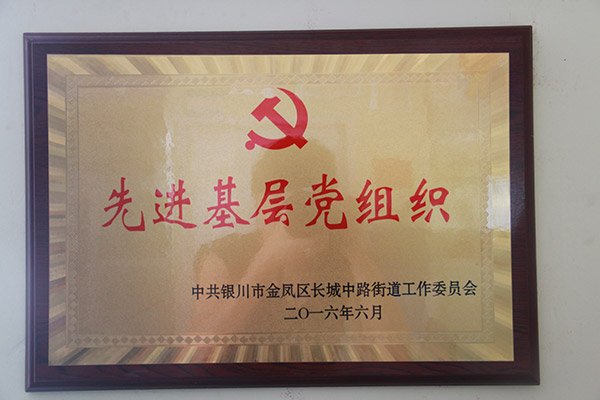 先进基层党组织
中共银川市金凤区长城中路街道工作委员会
二〇一六年六月